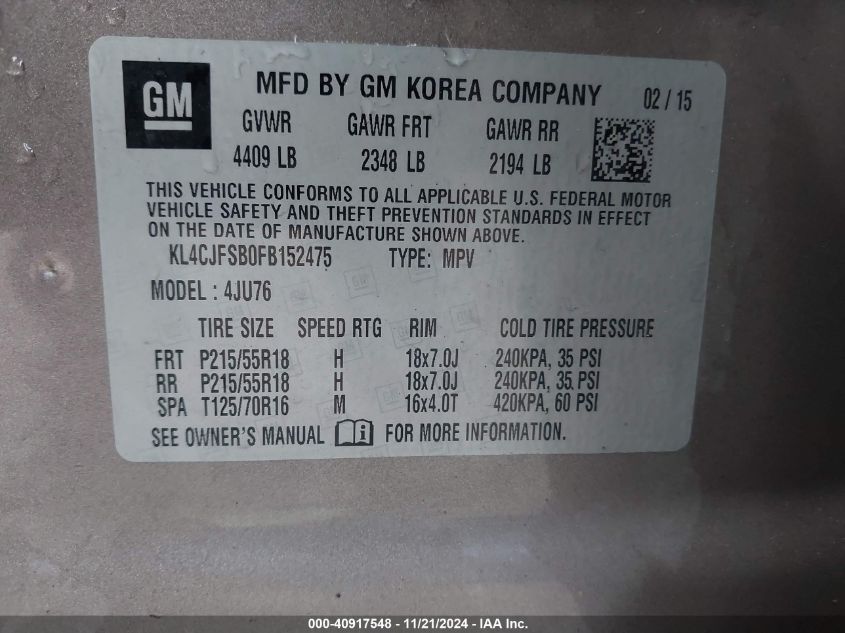 GM
MFD BY GM KOREA COMPANY 02 / 15
GVWR GAWR FRT GAWR RR
4409 LB 2348 LB 2194 LB
THIS VEHICLE CONFORMS TO ALL APPLICABLE U.S. FEDERAL MOTOR
VEHICLE SAFETY AND THEFT PREVENTION STANDARDS IN EFFECT
ON THE DATE OF MANUFACTURE SHOWN ABOVE.
KL4CJFSB0FB152475 TYPE: MPV
MODEL : 4JU76
TIRE SIZE SPEED RTG RIM COLD TIRE PRESSURE
FRT P215/55R18 H 18x7.0J 240KPA, 35 PSI
RR P215/55R18 H 18x7.0J 240KPA, 35 PSI
SPA T125/70R16 M 16x4.0T 420KPA, 60 PSI
SEE OWNER'S MANUAL i FOR MORE INFORMATION.
000-40917548 - 11/21/2024 - IAA Inc.